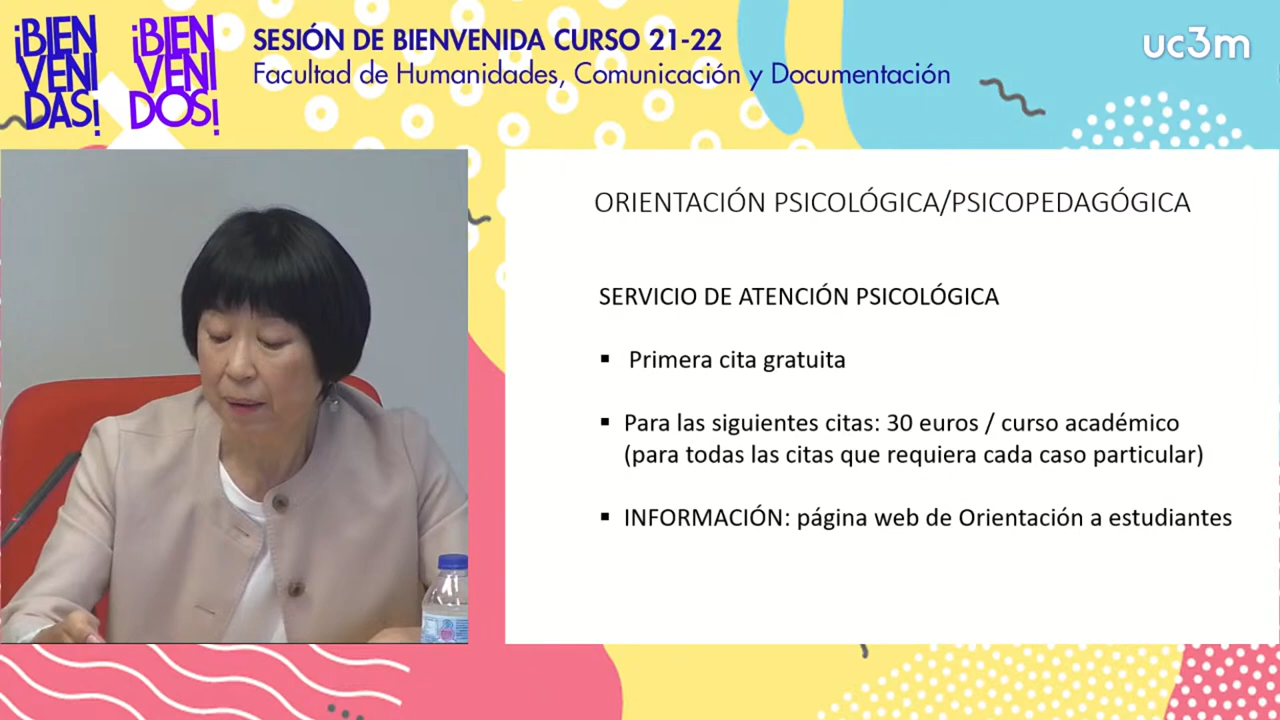 ¡BIEN
VENI
DAS!
¡BIEN
VENI
DOS!
SESIÓN DE BIENVENIDA CURSO 21-22
Facultad de Humanidades, Comunicación y Documentación
uc3m
ORIENTACIÓN PSICOLÓGICA/PSICOPEDAGÓGICA
SERVICIO DE ATENCIÓN PSICOLÓGICA
▪ Primera cita gratuita
▪ Para las siguientes citas: 30 euros / curso académico
(para todas las citas que requiera cada caso particular)
▪ INFORMACIÓN: página web de Orientación a estudiantes